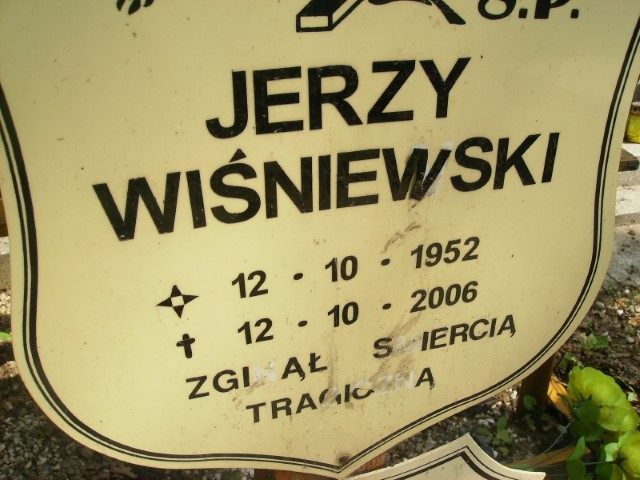 Ś.P.
JERZY
WIŚNIEWSKI
12 - 10 - 1952
12 - 10 - 2006
ZGINĄŁ ŚMIERCIĄ
TRAGICZNĄ